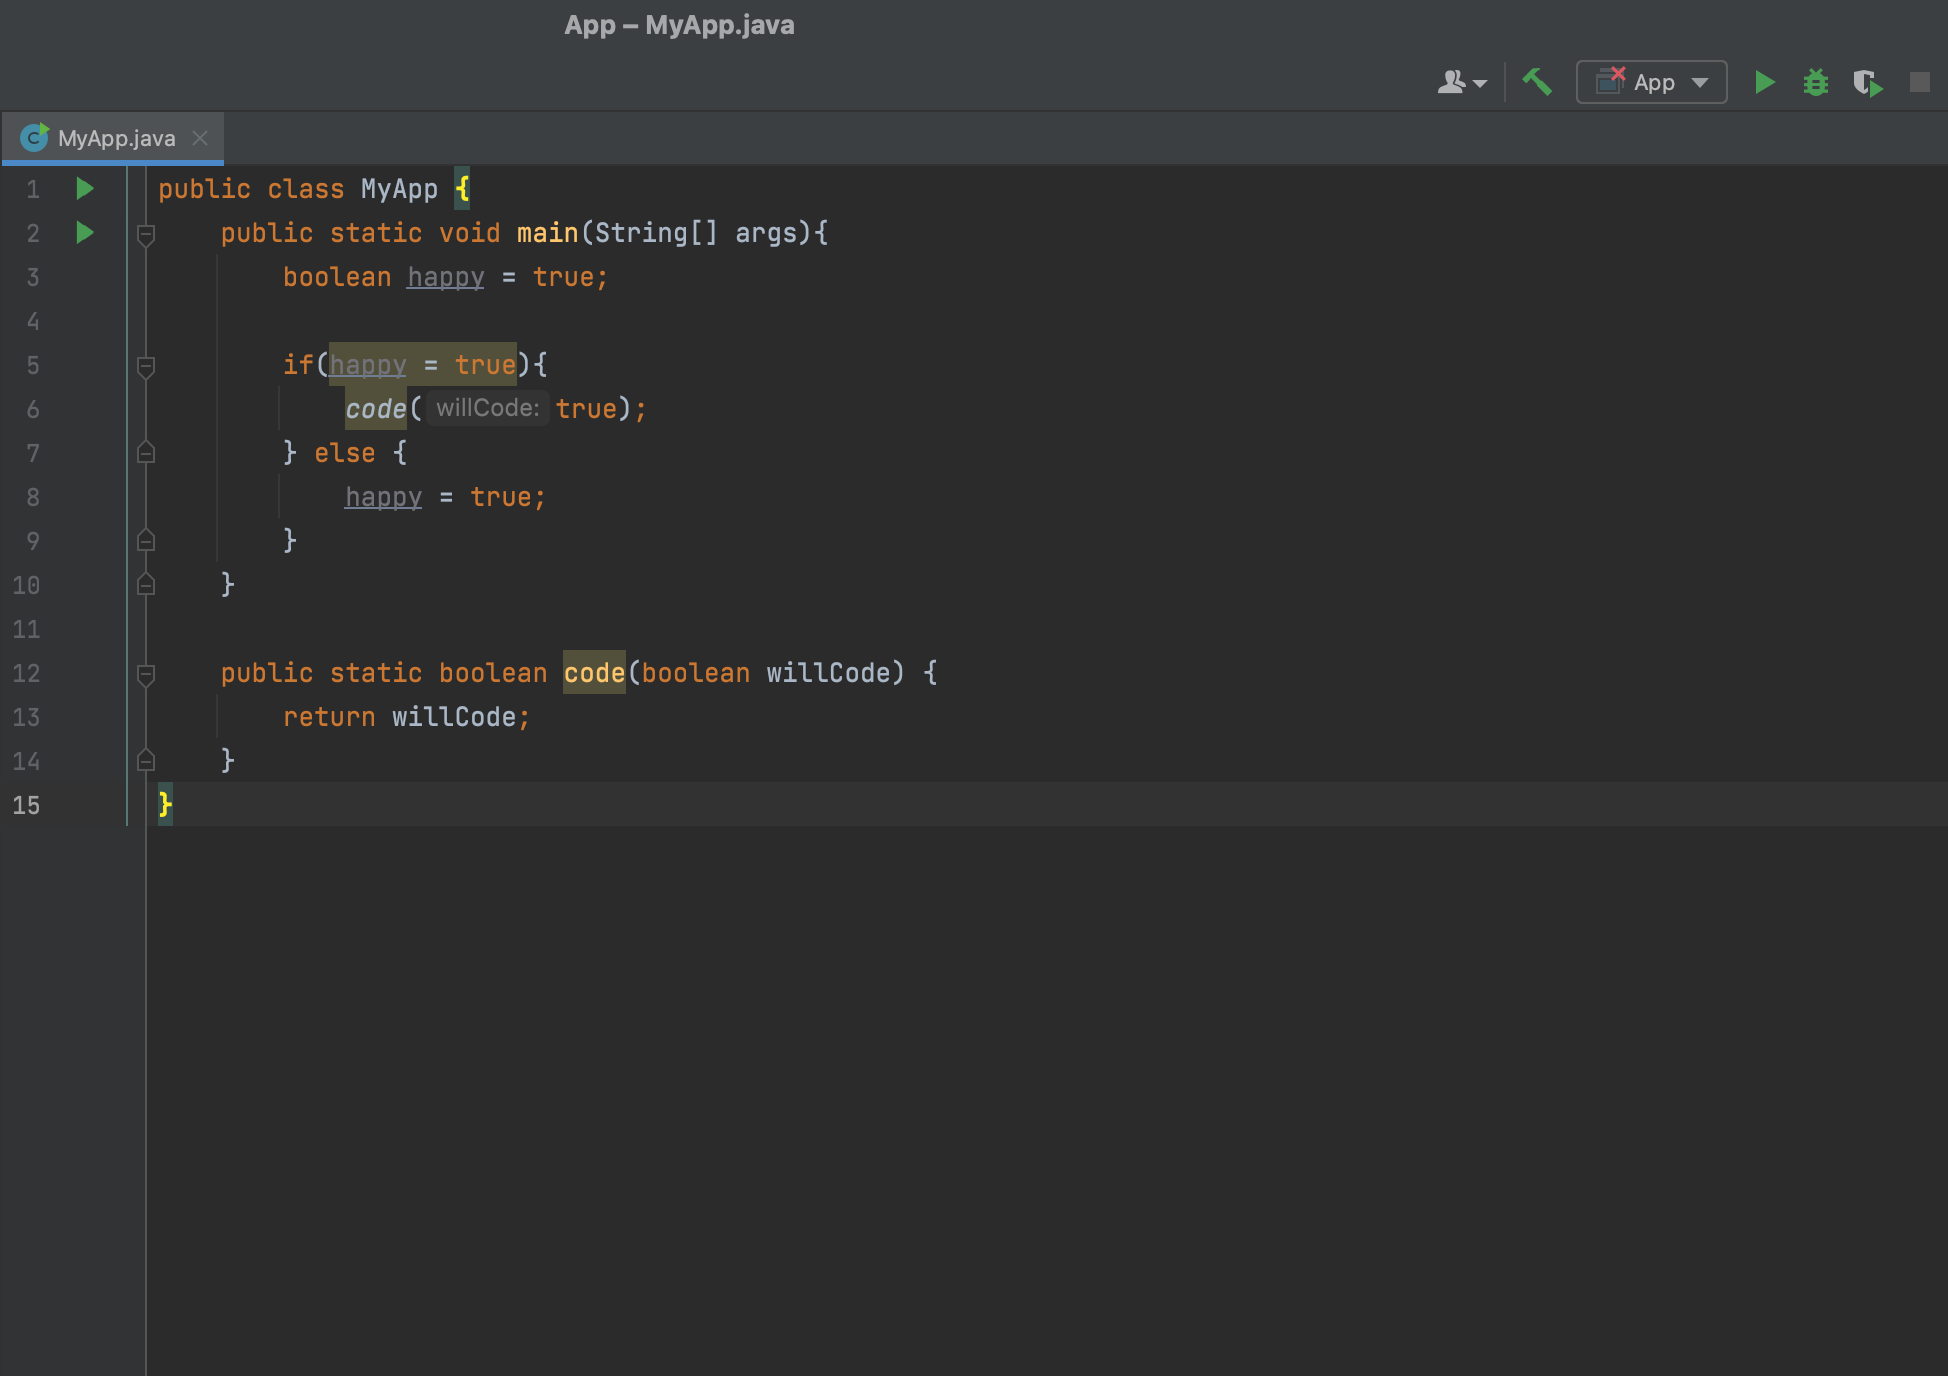 App – MyApp.java
App
MyApp.java
1 public class MyApp {
2 public static void main(String[] args){
3 boolean happy = true;
4
5 if(happy = true){
6 code( willCode: true);
7 } else {
8 happy = true;
9 }
10 }
11
12 public static boolean code(boolean willCode) {
13 return willCode;
14 }
15 }